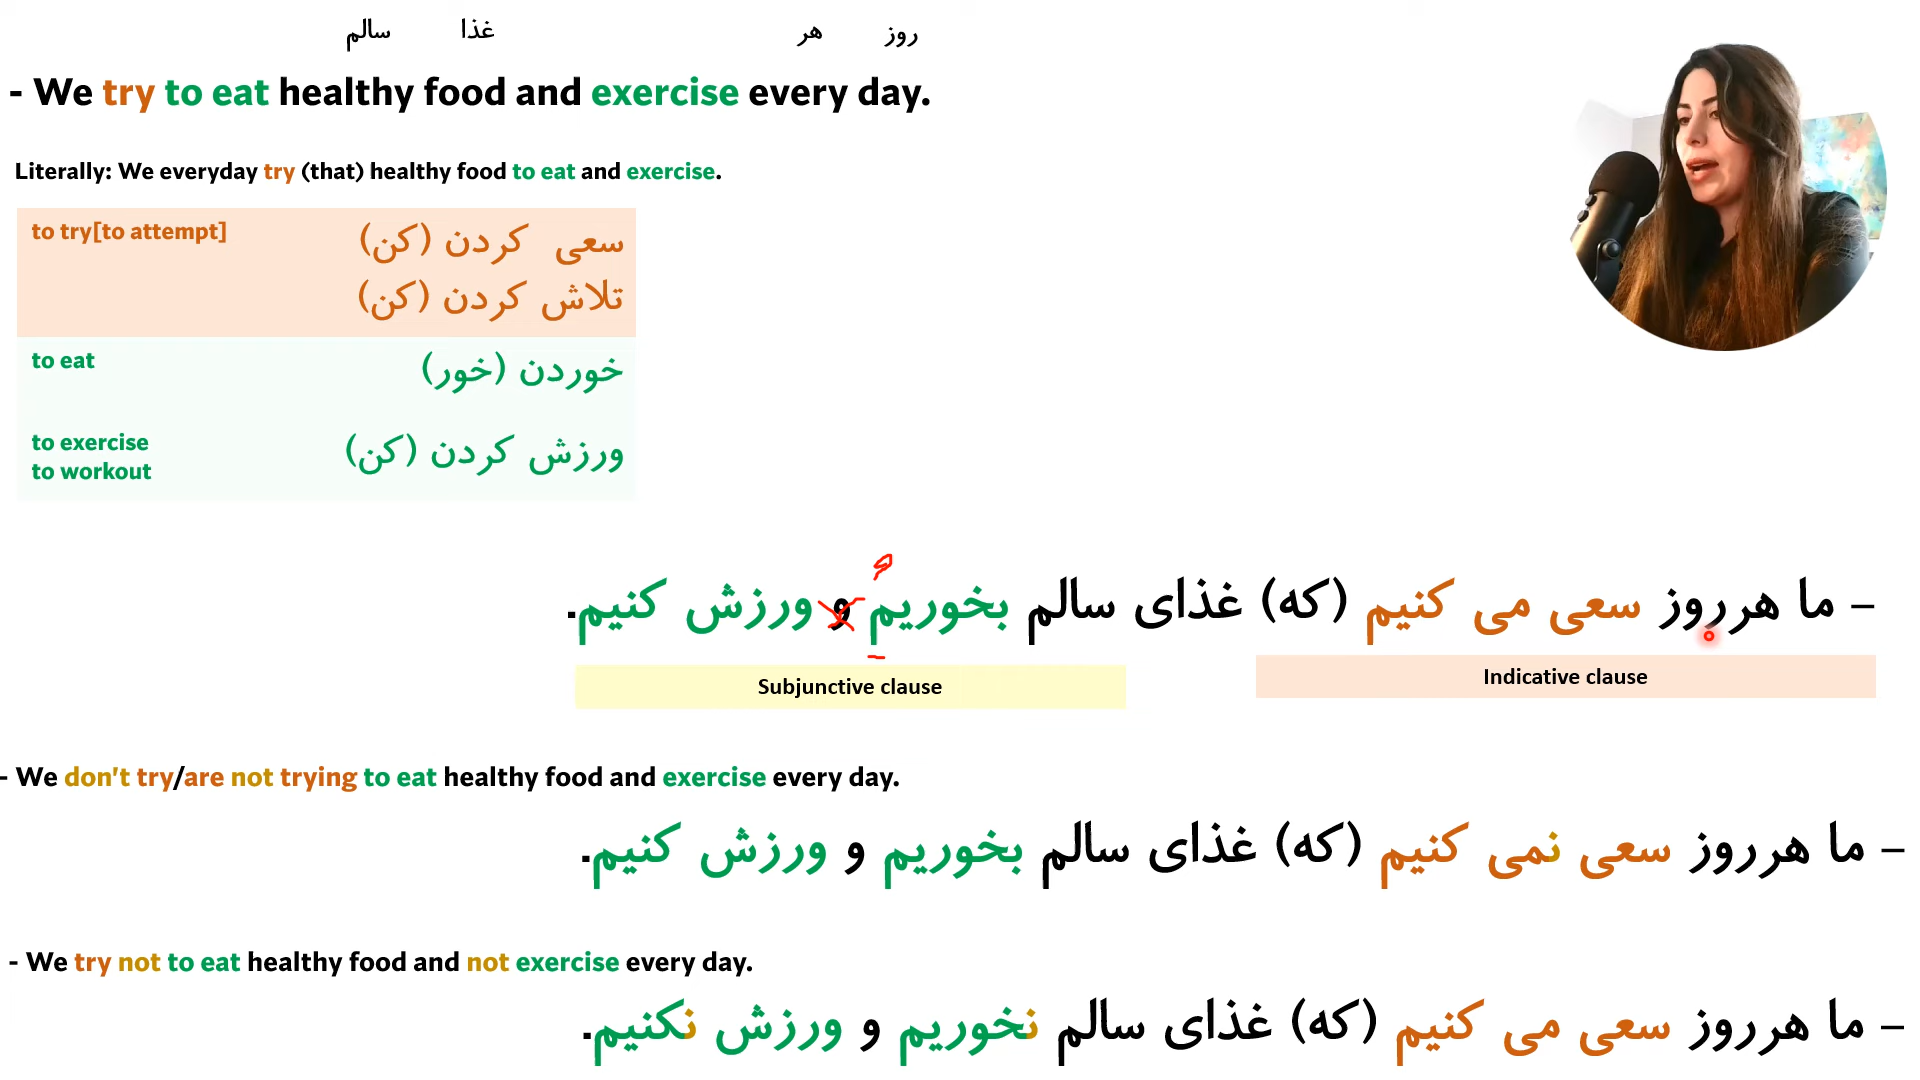 روز هر غذا سالم
- We try to eat healthy food and exercise every day.
Literally: We everyday try (that) healthy food to eat and exercise.
to try[to attempt] سعی کردن (کن)
تلاش کردن (کن)
to eat خوردن (خور)
to exercise ورزش کردن (کن)
to workout
– ما هرروز سعی می کنیم (که) غذای سالم بخوریم و ورزش کنیم.
Subjunctive clause Indicative clause
- We don't try/are not trying to eat healthy food and exercise every day.
– ما هرروز سعی نمی کنیم (که) غذای سالم بخوریم و ورزش کنیم.
- We try not to eat healthy food and not exercise every day.
– ما هرروز سعی می کنیم (که) غذای سالم نخوریم و ورزش نکنیم.